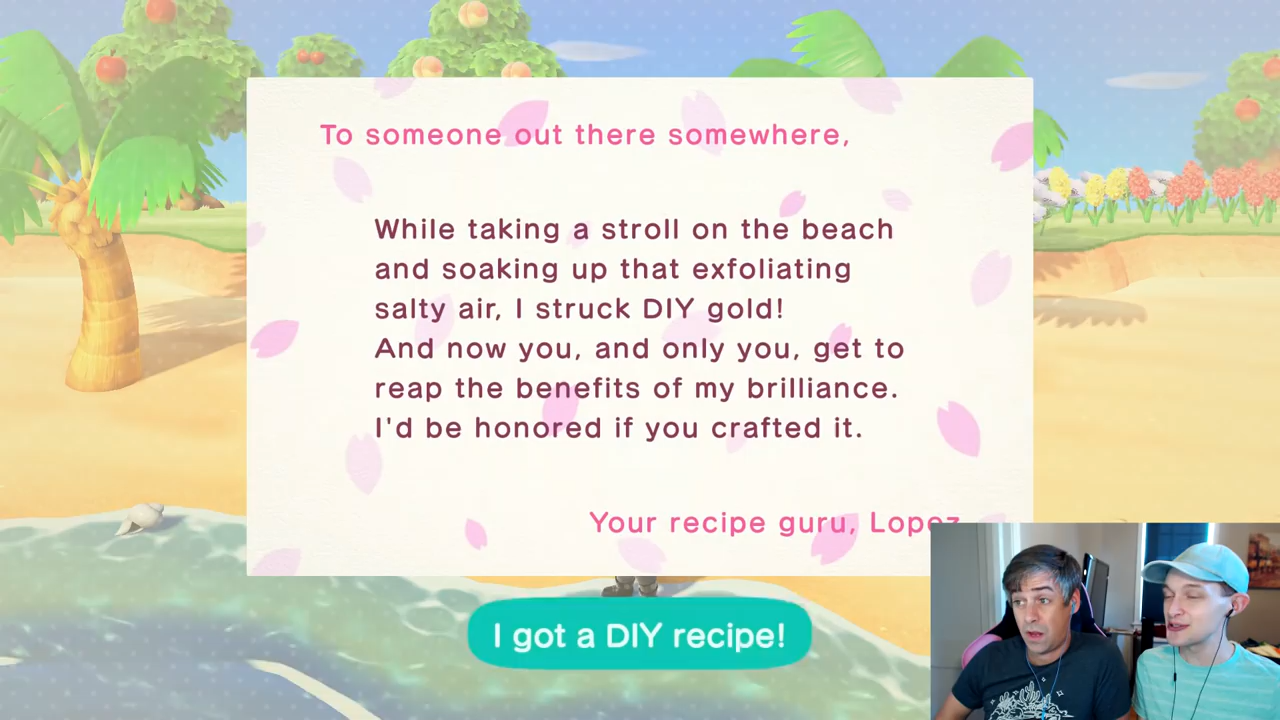 To someone out there somewhere,
While taking a stroll on the beach
and soaking up that exfoliating
salty air, I struck DIY gold!
And now you, and only you, get to
reap the benefits of my brilliance.
I'd be honored if you crafted it.
Your recipe guru, Lopez
I got a DIY recipe!